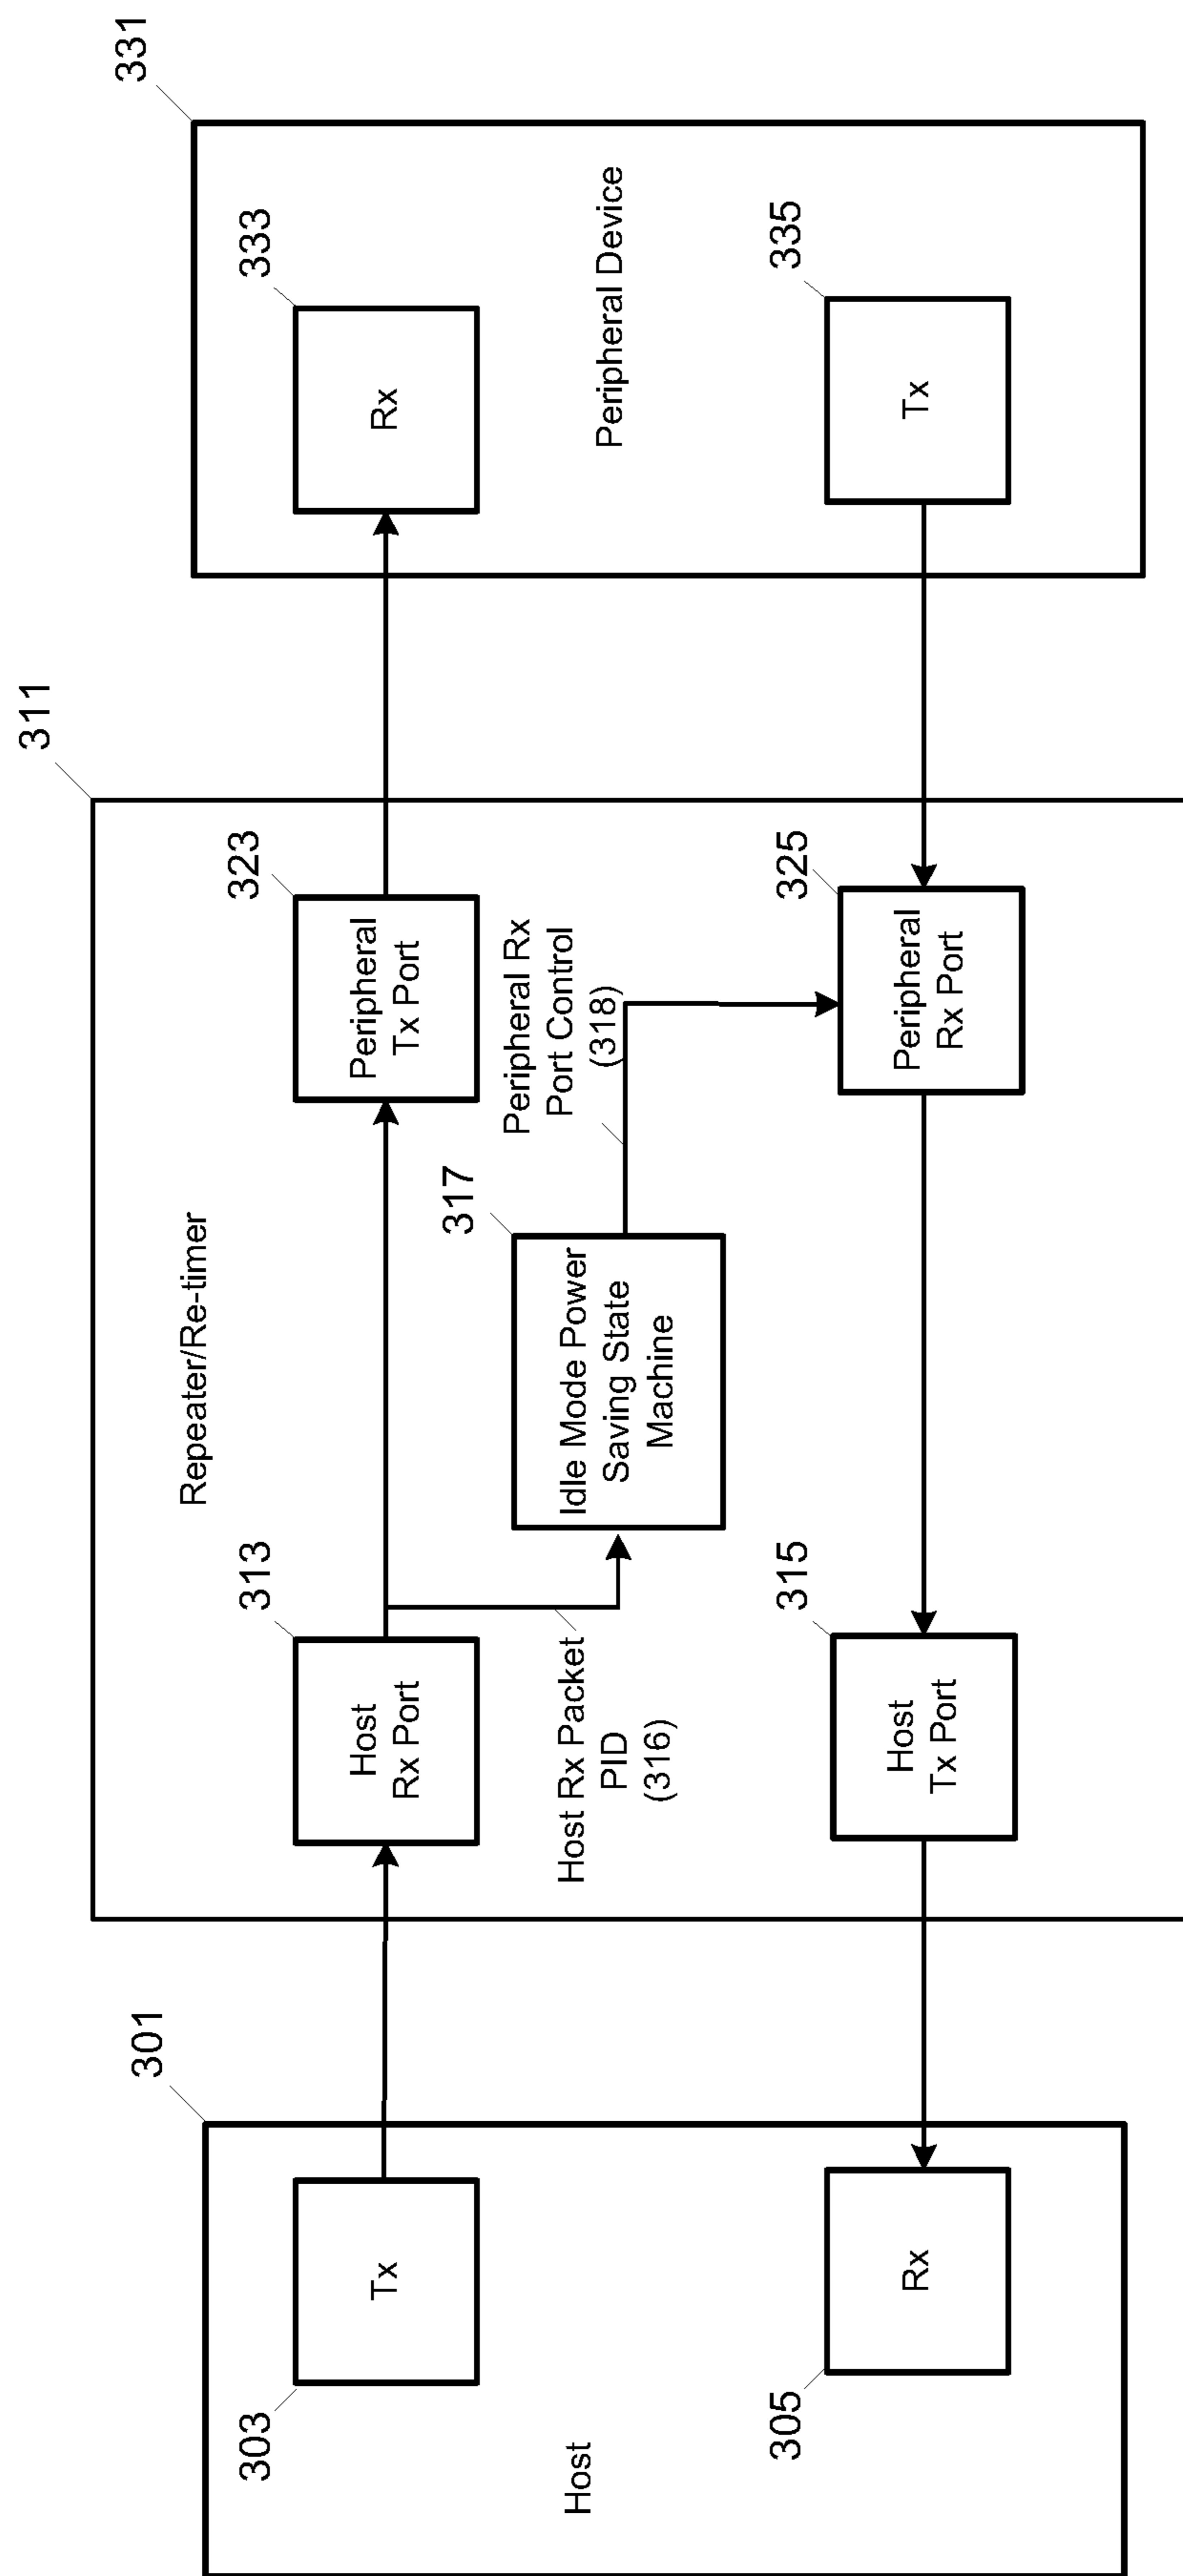 311
331
301
Repeater/Re-timer
303
Tx
313
Host
Rx Port
323
Peripheral
Tx Port
333
Rx
Host
Host Rx Packet
PID
(316)
317
Idle Mode Power
Saving State
Machine
Peripheral Rx
Port Control
(318)
Peripheral Device
305
Rx
315
Host
Tx Port
325
Peripheral
Rx Port
335
Tx